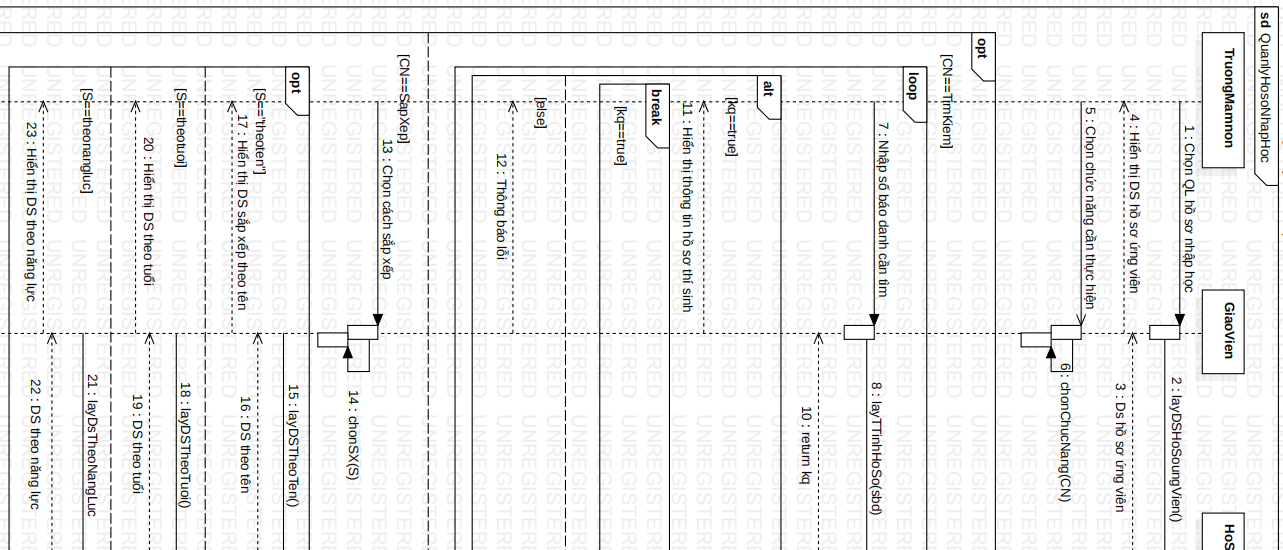 sd QuanlyHosoNhapHoc
TruongMamnon
GiaoVien
1 : Chọn QL hồ sơ nhập học
2 : layDSHoSoungVien()
3 : Ds hồ sơ ứng viên
4 : Hiển thị DS hồ sơ ứng viên
5 : Chọn chức năng cần thực hiện
6 : chonChucNang(CN)
opt
[CN==TimKiem]
loop
7 : Nhập số báo danh cần tìm
8 : layTTinhHoSo(sbd)
10 : return kq
alt
[kq==true]
11 : Hiển thị thông tin hồ sơ thí sinh
break
[kq==true]
[else]
12 : Thông báo lỗi
[CN==SapXep]
13 : Chọn cách sắp xếp
14 : chonSX(S)
opt
[S=="theoten"]
15 : layDSTheoTen()
16 : DS theo tên
17 : Hiển thị DS sắp xếp theo tên
[S==theotuoi]
18 : layDSTheoTuoi()
19 : DS theo tuổi
20 : Hiển thị DS theo tuổi
[S==theonangluc]
21 : layDsTheoNangLuc
22 : DS theo năng lực
23 : Hiển thị DS theo năng lực
UNREGISTERED